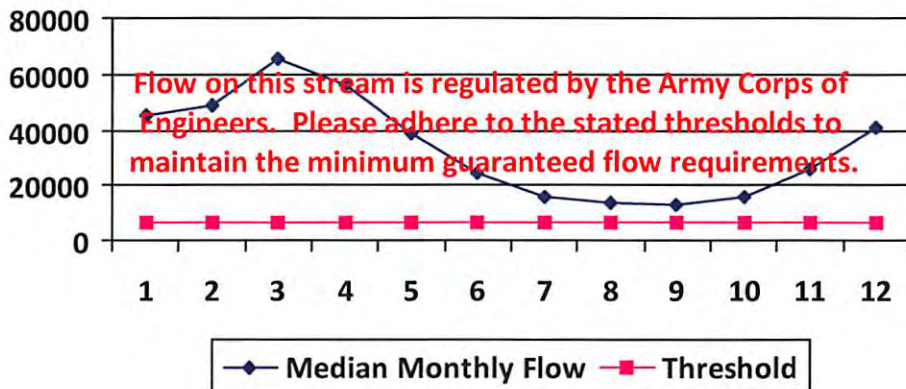 80000
60000
40000
20000
0
Flow on this stream is regulated by the Army Corps of
Engineers. Please adhere to the stated thresholds to
maintain the minimum guaranteed flow requirements.
1 2 3 4 5 6 7 8 9 10 11 12
Median Monthly Flow Threshold